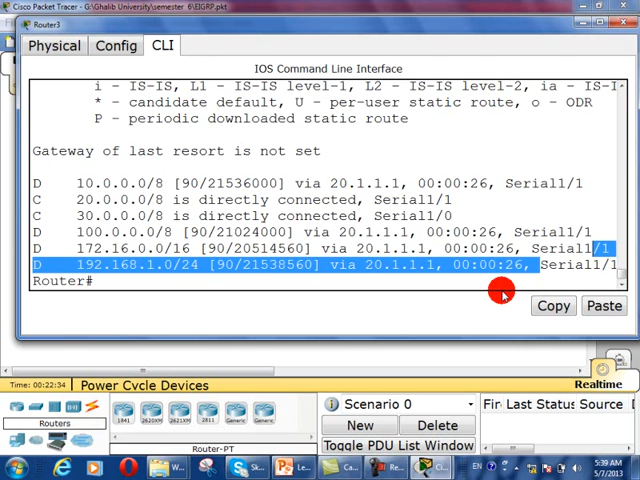 Cisco Packet Tracer - G:\Ghalib University\semester 6\EIGRP.pkt
Router3
Physical Config CLI
IOS Command Line Interface
i - IS-IS, L1 - IS-IS level-1, L2 - IS-IS level-2, ia - IS-I
* - candidate default, U - per-user static route, o - ODR
P - periodic downloaded static route
Gateway of last resort is not set
D 10.0.0.0/8 [90/21536000] via 20.1.1.1, 00:00:26, Serial1/1
C 20.0.0.0/8 is directly connected, Serial1/1
C 30.0.0.0/8 is directly connected, Serial1/0
D 100.0.0.0/8 [90/21024000] via 20.1.1.1, 00:00:26, Serial1/1
D 172.16.0.0/16 [90/20514560] via 20.1.1.1, 00:00:26, Serial1/1
D 192.168.1.0/24 [90/21538560] via 20.1.1.1, 00:00:26, Serial1/1
Router#
Copy Paste
Time: 00:22:34 Power Cycle Devices Realtime
Routers
1841 2620XM 2621XM 2811 Generic Generic
Router-PT
Scenario 0
New Delete
Toggle PDU List Window
Fir Last Status Source D
W... Sk... Le... Ca... Re... Ci...
EN
5:39 AM
5/7/2013